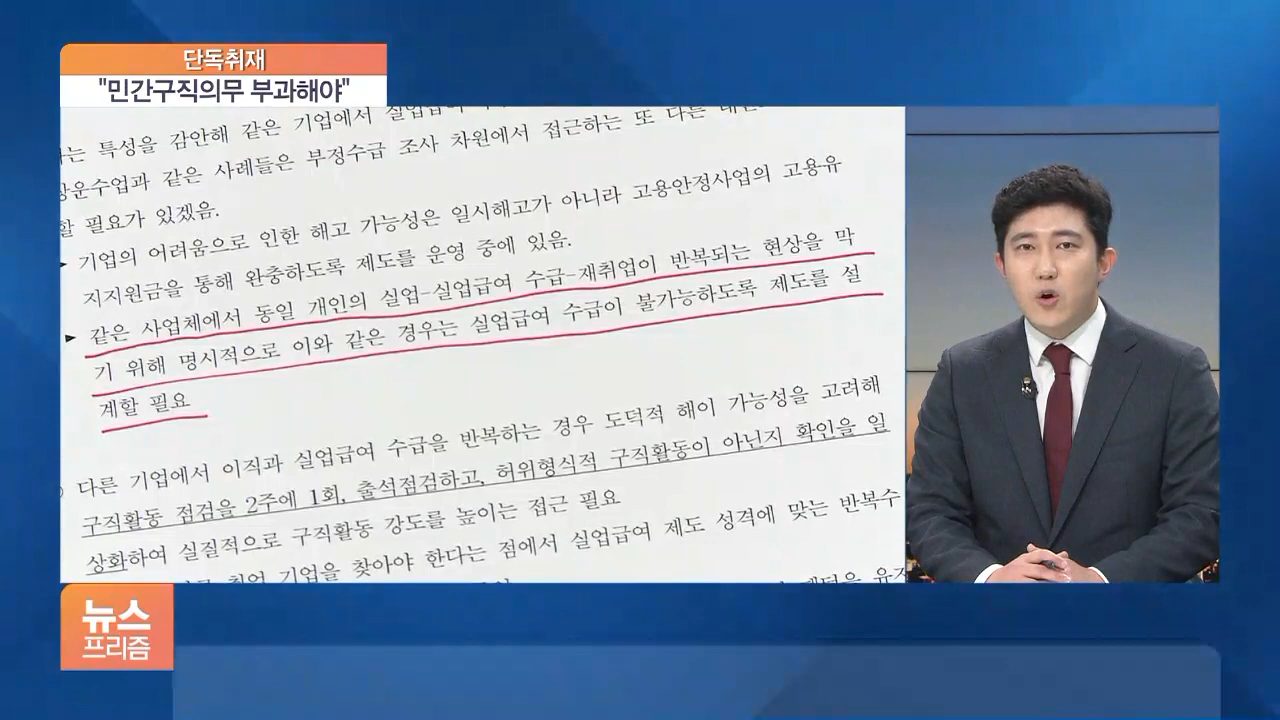 단독취재
"민간구직의무 부과해야"
특성을 감안해 같은 기업에서
같은 사례들은 부정수급 조사 차원에서 접근하는 또 다른
할 필요가 있겠음.
기업의 어려움으로 인한 해고 가능성은 일시해고가 아니라 고용안정사업의 고용유
지지원금을 통해 완충하도록 제도를 운영 중에 있음.
► 같은 사업체에서 동일 개인의 실업-실업급여 수급-재취업이 반복되는 현상을 막
기 위해 명시적으로 이와 같은 경우는 실업급여 수급이 불가능하도록 제도를 설
계할 필요
다른 기업에서 이직과 실업급여 수급을 반복하는 경우 도덕적 해이 가능성을 고려해
구직활동 점검을 2주에 1회, 출석점검하고, 허위형식적 구직활동이 아닌지 확인을 일
상화하여 실질적으로 구직활동 강도를 높이는 접근 필요
취업 기업을 찾아야 한다는 점에서 실업급여 제도 성격에 맞는 반복수
뉴스
프리즘